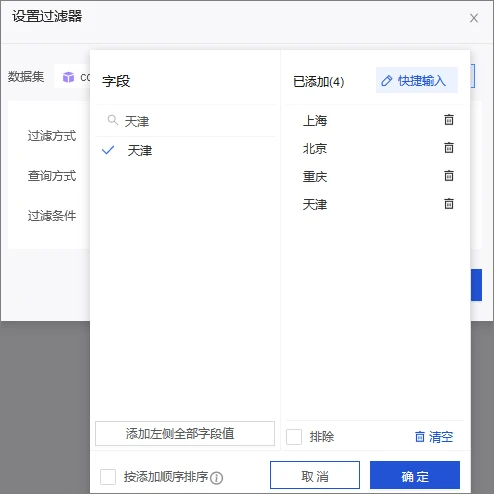 设置过滤器
数据集
字段
已添加(4)
快捷输入
天津
天津
上海
北京
重庆
天津
过滤方式
查询方式
过滤条件
添加左侧全部字段值
排除
清空
按添加顺序排序
取消
确定